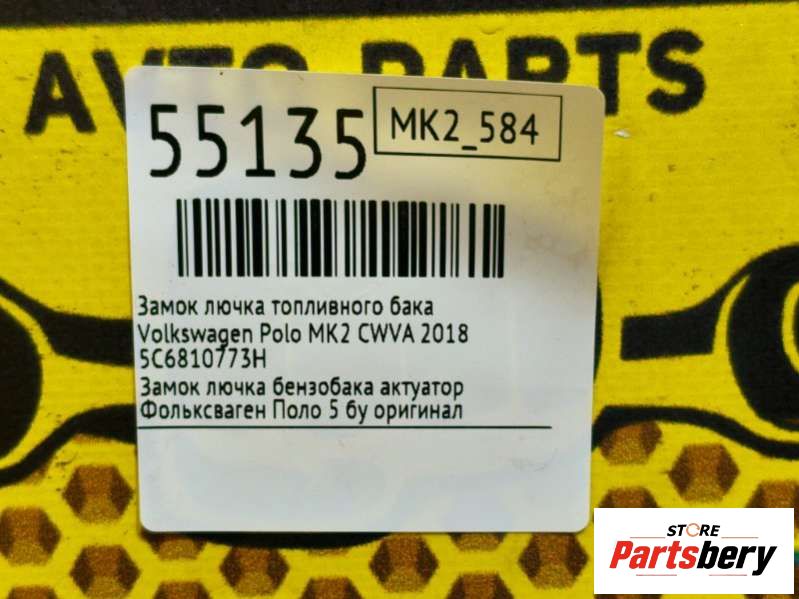 AVTO PARTS
55135
MK2_584
Замок лючка топливного бака
Volkswagen Polo MK2 CWVA 2018
5C6810773H
Замок лючка бензобака актуатор
Фольксваген Поло 5 бу оригинал
STORE
Partsbery